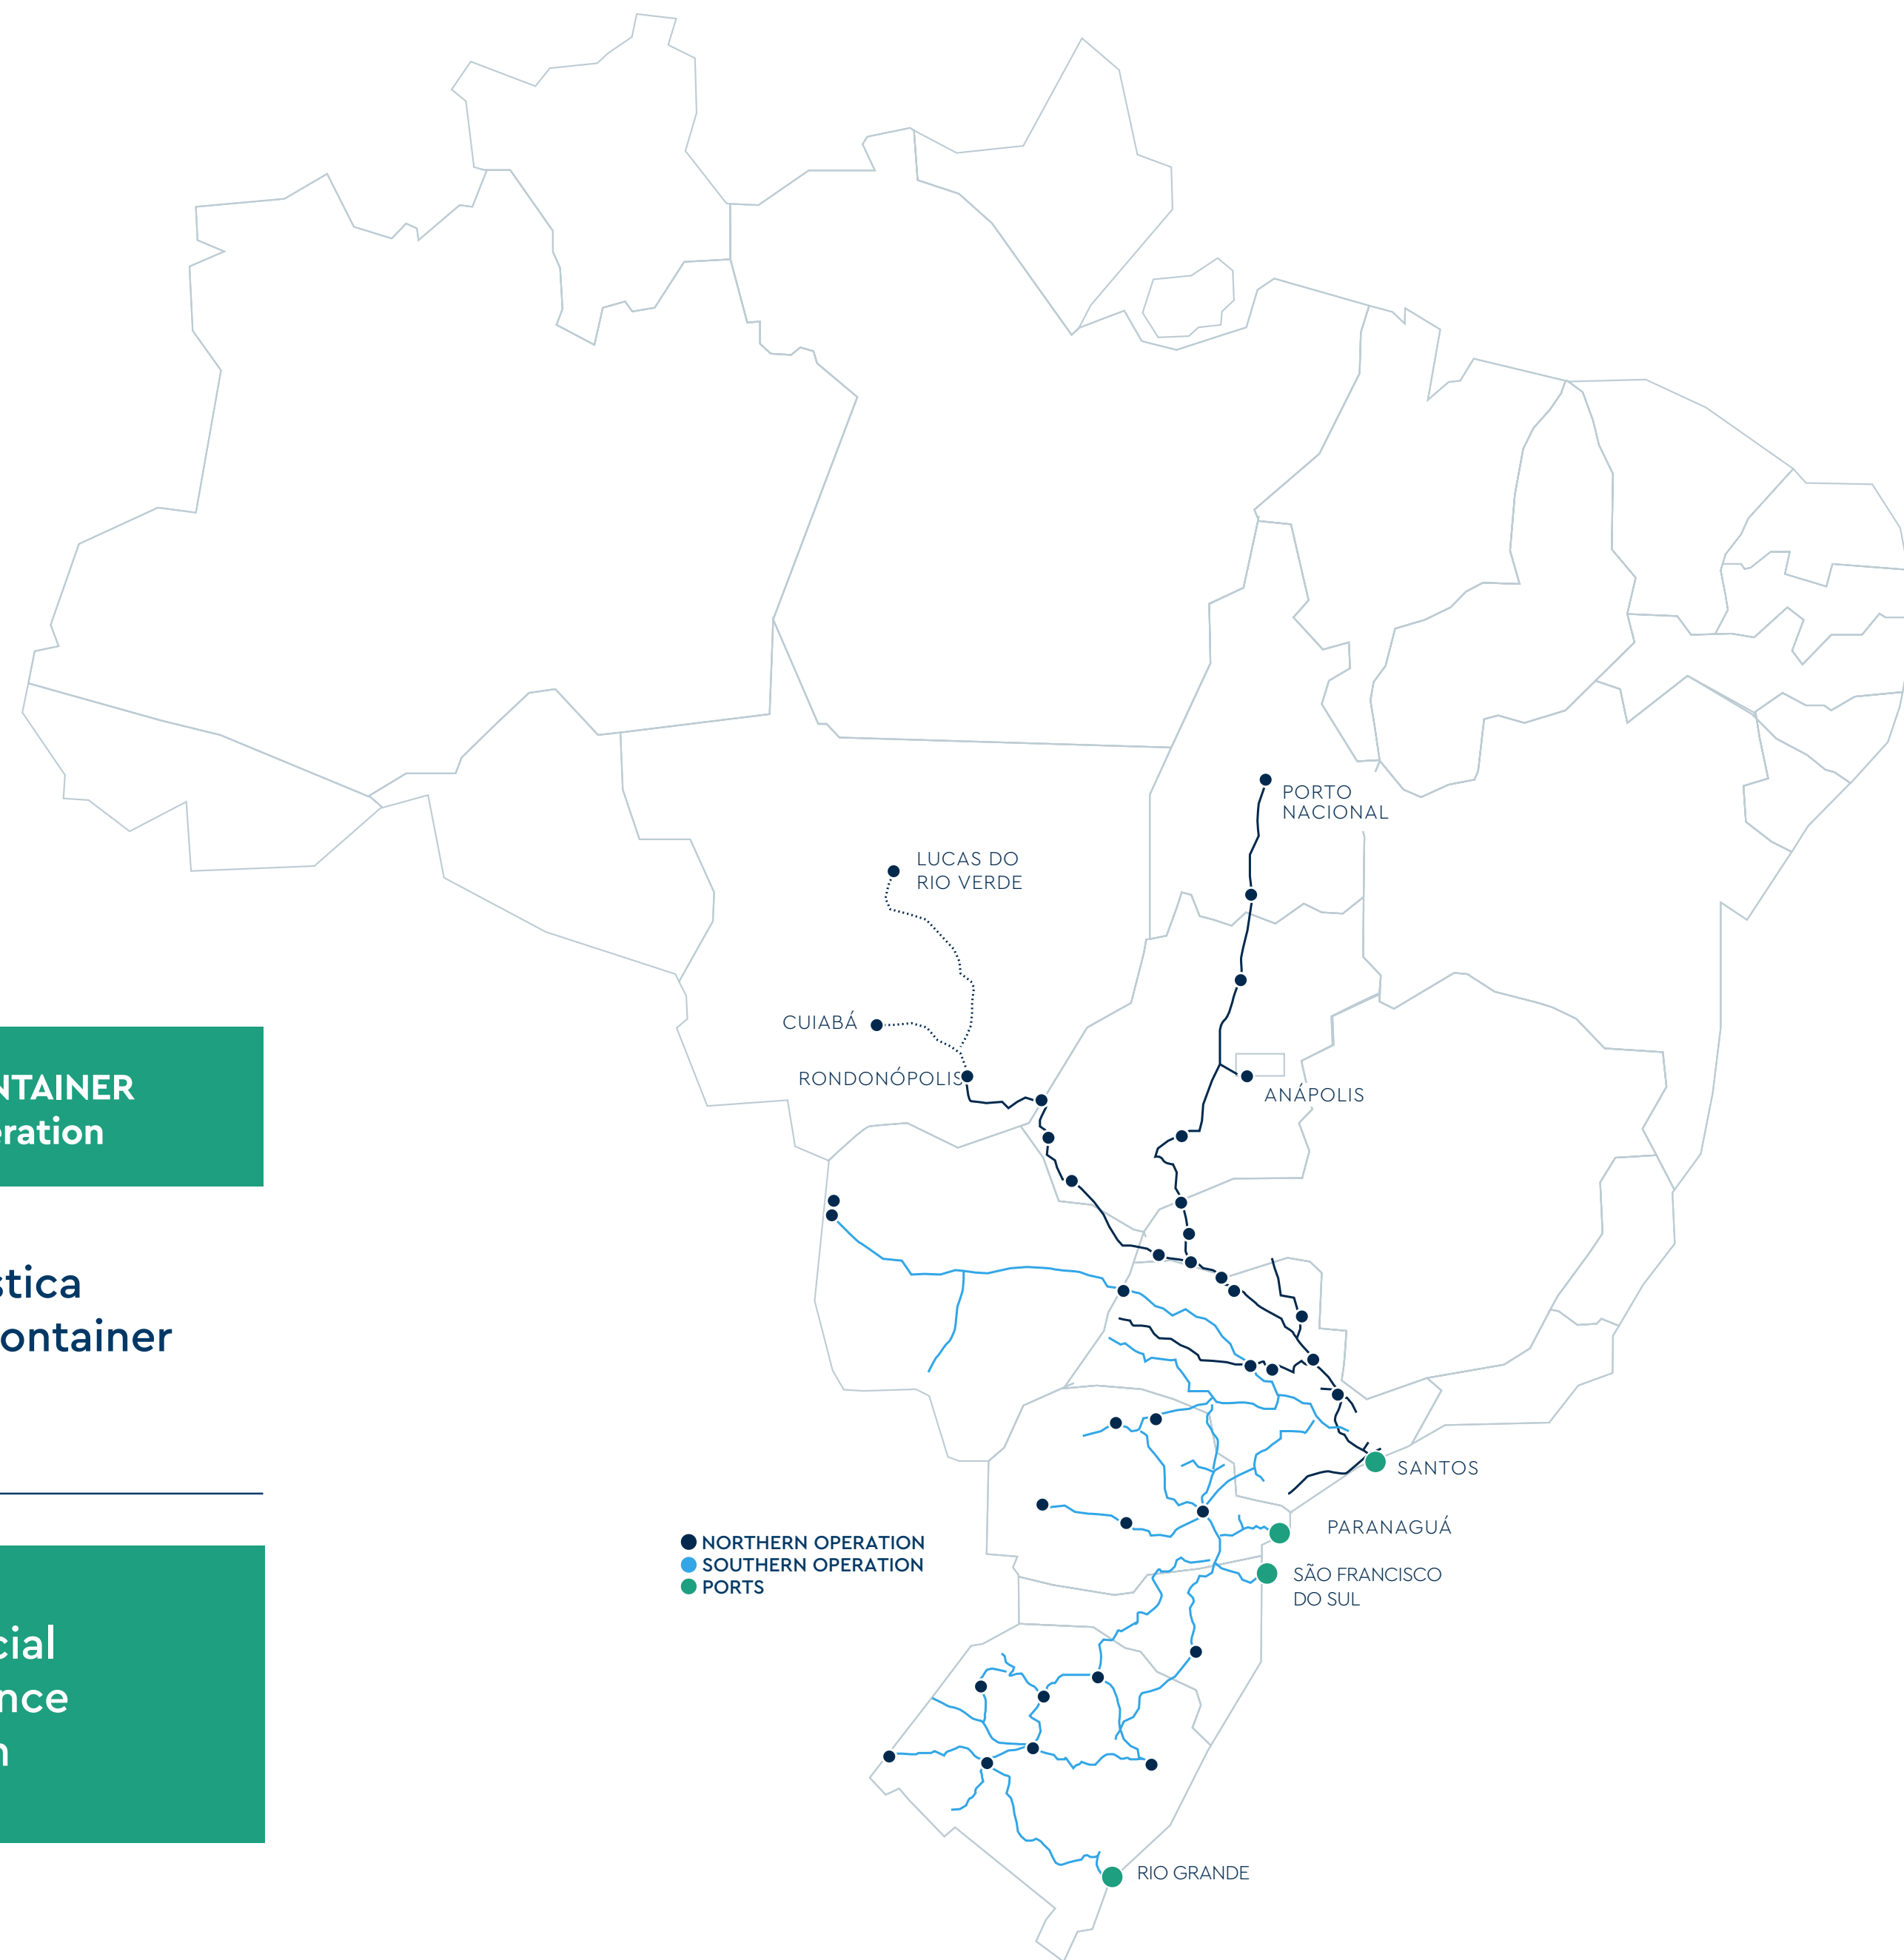 PORTO
NACIONAL
LUCAS DO
RIO VERDE
CUIABÁ
RONDONÓPOLIS
ANÁPOLIS
NTAINER
eration
stica
ontainer
SANTOS
PARANAGUÁ
NORTHERN OPERATION
SOUTHERN OPERATION
PORTS
SÃO FRANCISCO
DO SUL
cial
nce
n
RIO GRANDE